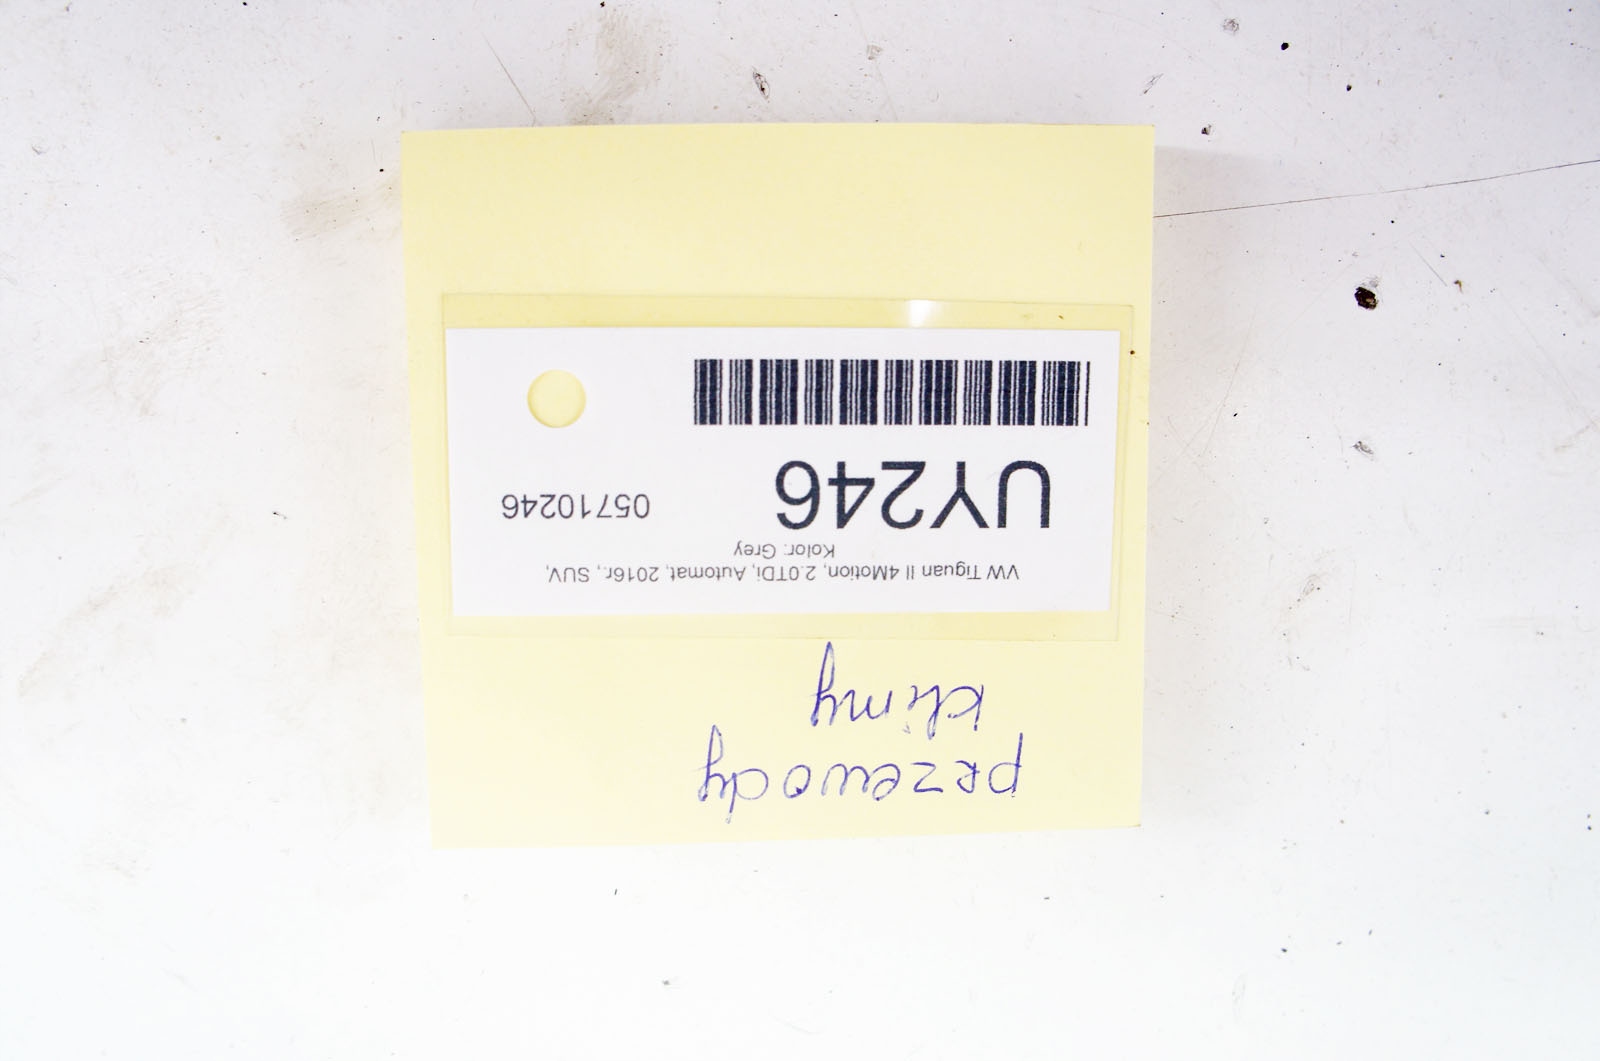 przewody
klimy
VW Tiguan II 4Motion, 2.0TDi, Automat, 2016r., SUV,
Kolor: Grey
UY246
05710246